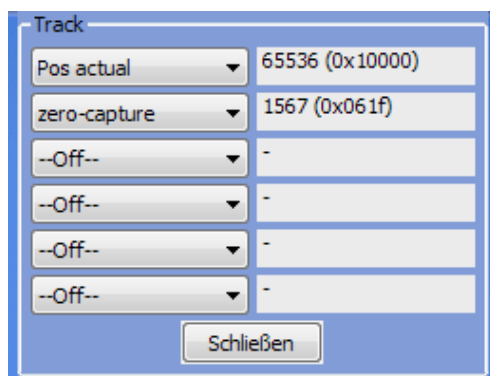 Track
Pos actual 65536 (0x10000)
zero-capture 1567 (0x061f)
--Off-- -
--Off-- -
--Off-- -
--Off-- -
Schließen